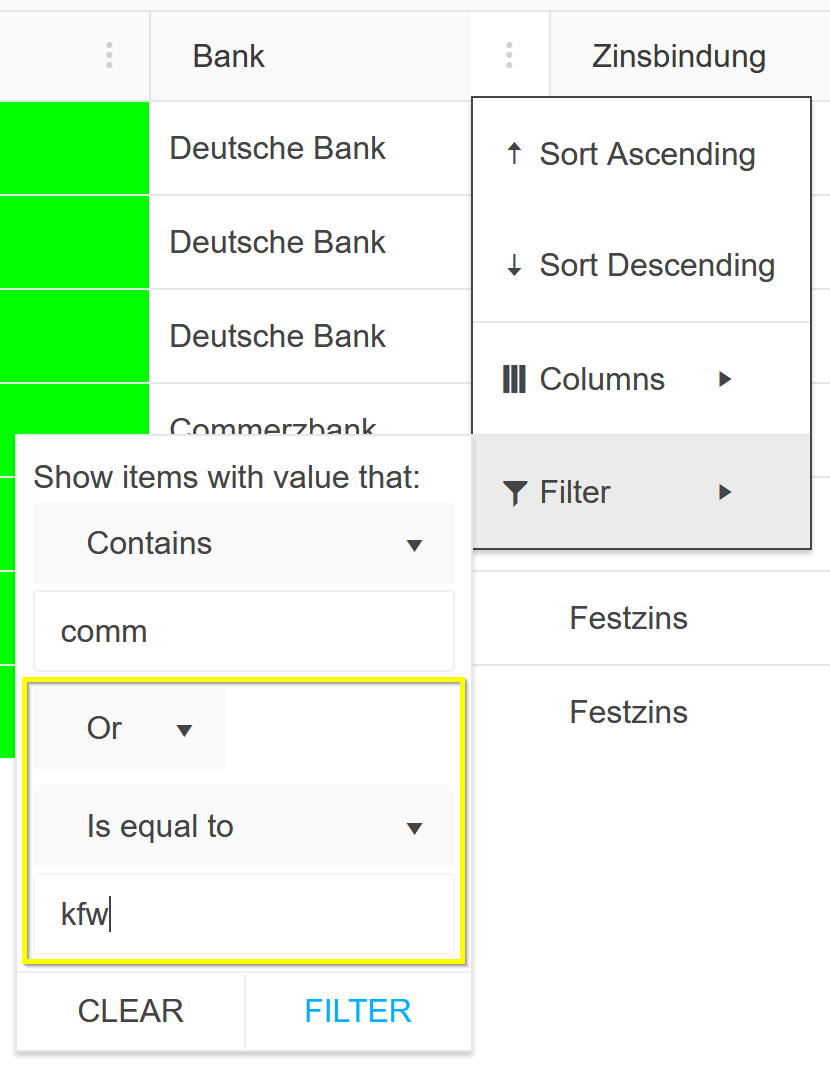 Bank
Zinsbindung
Deutsche Bank
Sort Ascending
Deutsche Bank
Sort Descending
Deutsche Bank
Columns
Commerzbank
Show items with value that:
Filter
Contains
comm
Festzins
Or
Festzins
Is equal to
kfw
CLEAR
FILTER